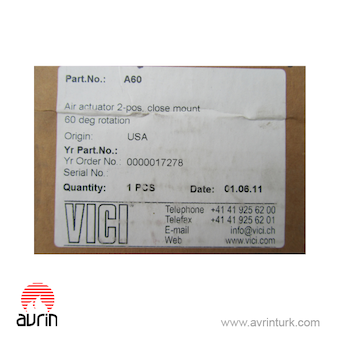 Part.No.: A60
Air actuator 2-pos. close mount
60 deg rotation
Origin: USA
Yr Part.No.:
Yr Order No 0000017278
Serial No
Quantity: 1 PCS Date: 01.06.11
VICI
Telephone +41 41 925 62 00
Telefex +41 41 925 62 01
E-mail info@vici.ch
Web www.vici.com
avrin
www.avrinturk.com